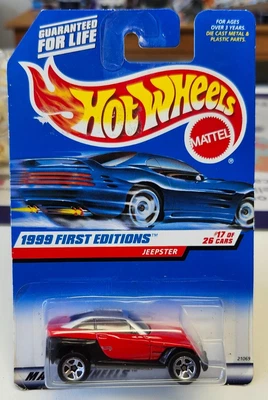 GUARANTEED
FOR LIFE
FOR AGES
OVER 3 YEARS.
DIE CAST METAL &
PLASTIC PARTS.
HOT WHEELS
MATTEL
1999 FIRST EDITIONS™
#17 OF
26 CARS
JEEPSTER
21069